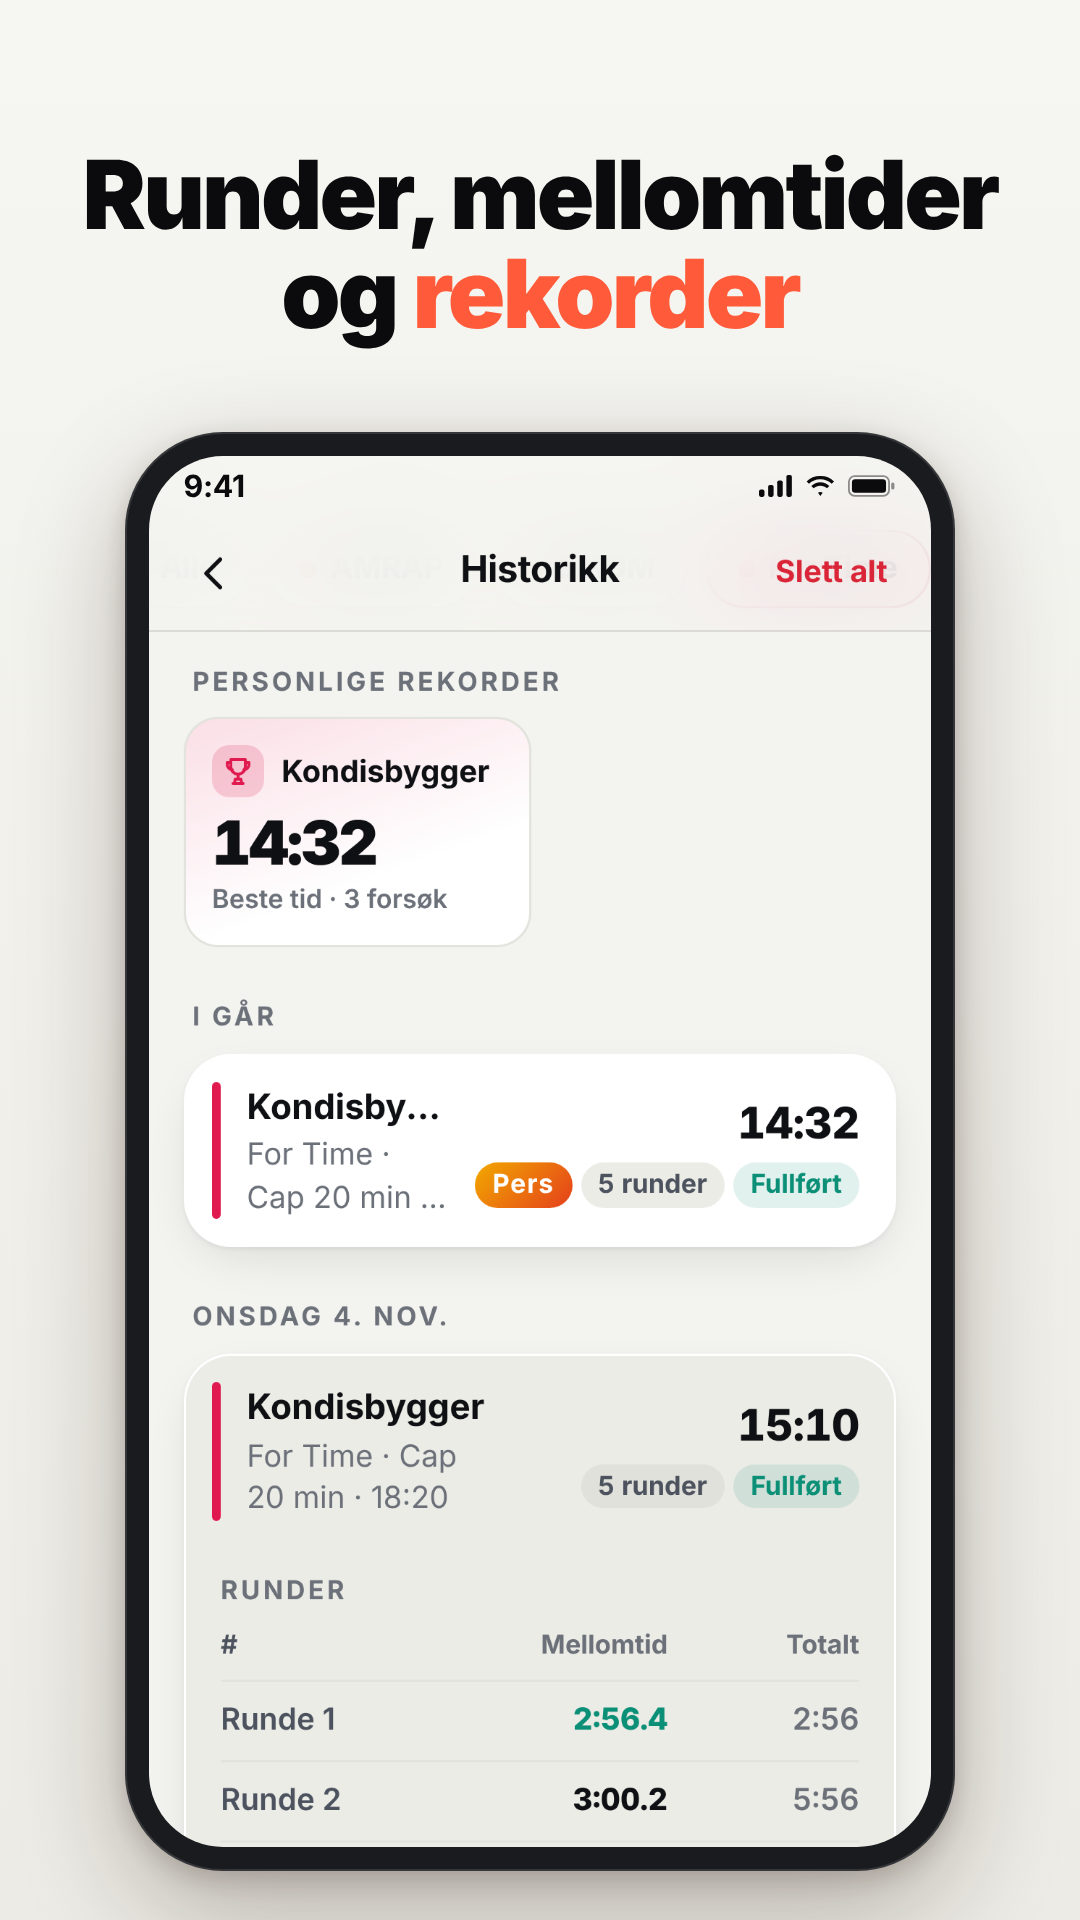 Runder, mellomtider
og rekorder
9:41
AMRAP
Historikk
Slett alt
PERSONLIGE REKORDER
Kondisbygger
14:32
Beste tid · 3 forsøk
I GÅR
Kondisby...
14:32
For Time ·
Cap 20 min ...
Pers
5 runder
Fullført
ONSDAG 4. NOV.
Kondisbygger
15:10
For Time · Cap
20 min · 18:20
5 runder
Fullført
RUNDER
# Mellomtid Totalt
Runde 1 2:56.4 2:56
Runde 2 3:00.2 5:56